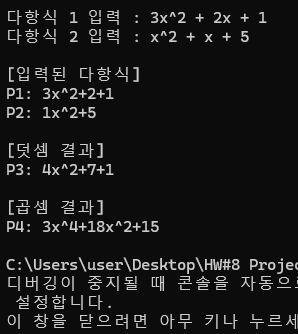 다항식 1 입력 : 3x^2 + 2x + 1
다항식 2 입력 : x^2 + x + 5
[입력된 다항식]
P1: 3x^2+2+1
P2: 1x^2+5
[덧셈 결과]
P3: 4x^2+7+1
[곱셈 결과]
P4: 3x^4+18x^2+15
C:\Users\user\Desktop\HW#8 Projec
디버깅이 중지될 때 콘솔을 자동으
설정합니다.
이 창을 닫으려면 아무 키나 누르세